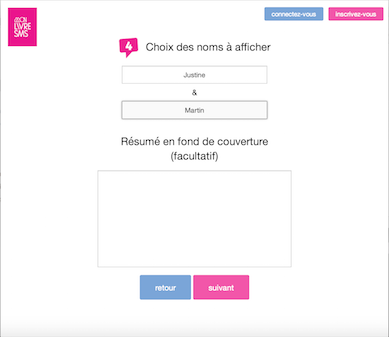 MON
LIVRE
SMS
connectez-vous
inscrivez-vous
4 Choix des noms à afficher
Justine
&
Martin
Résumé en fond de couverture
(facultatif)
retour
suivant